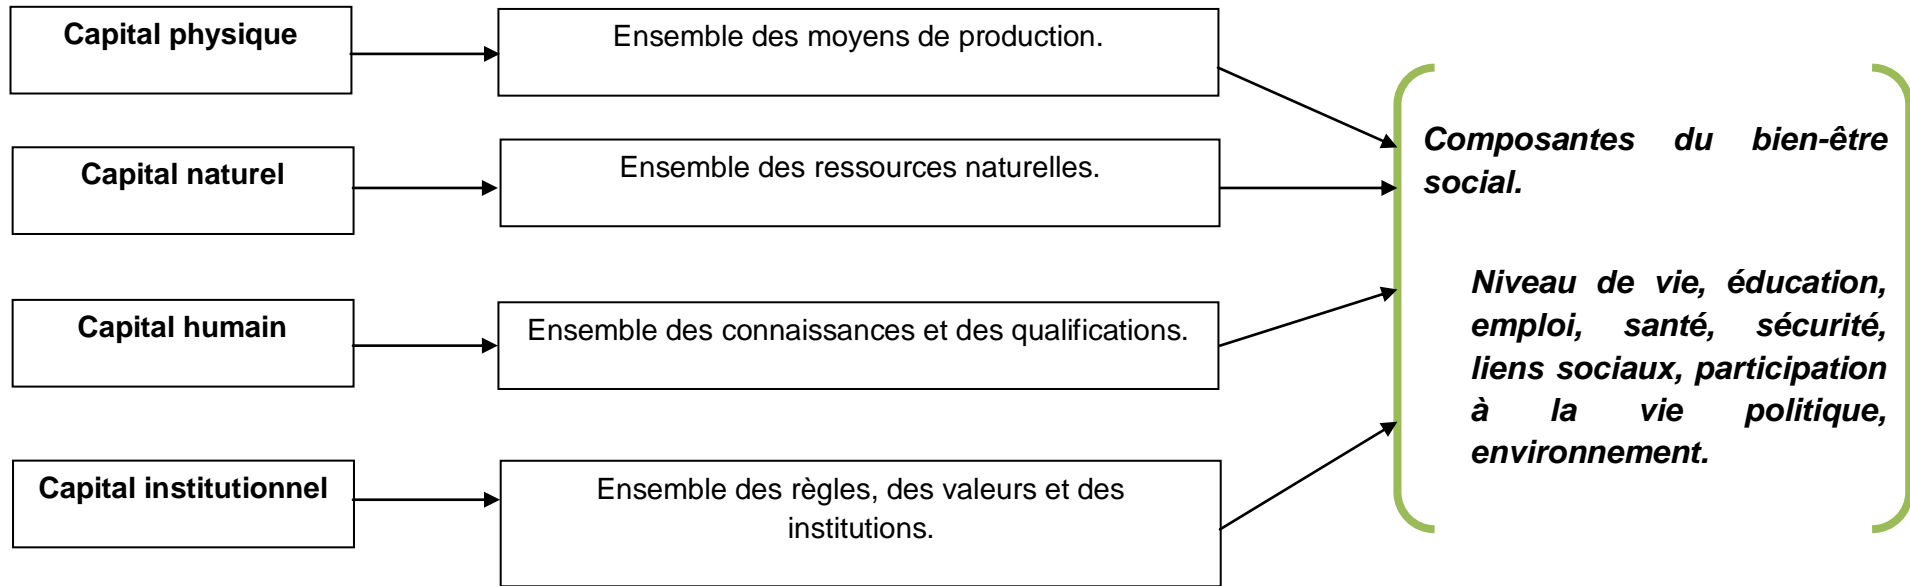 Capital physique
Ensemble des moyens de production.
Capital naturel
Ensemble des ressources naturelles.
Capital humain
Ensemble des connaissances et des qualifications.
Capital institutionnel
Ensemble des règles, des valeurs et des
institutions.
Composantes du bien-être
social.
Niveau de vie, éducation,
emploi, santé, sécurité,
liens sociaux, participation
à la vie politique,
environnement.